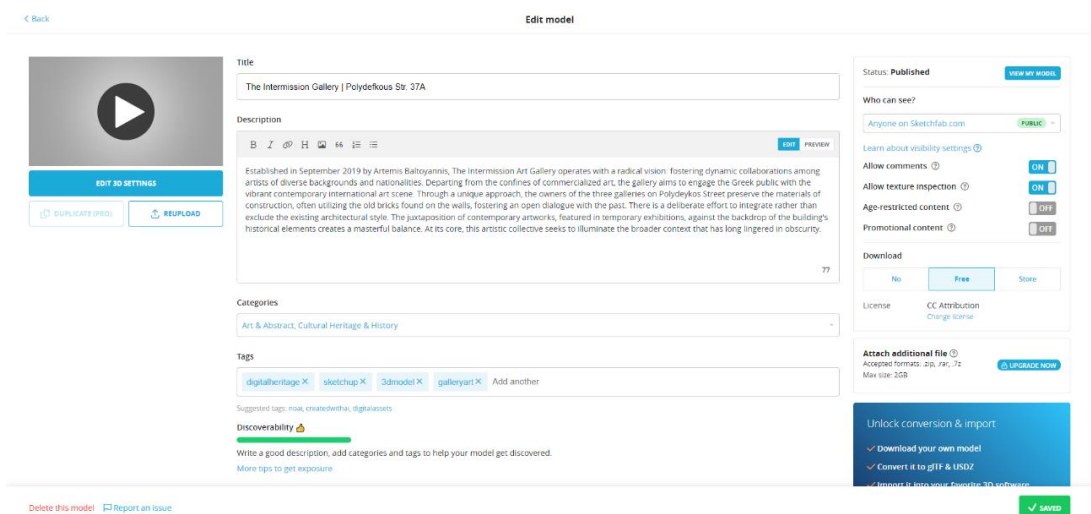 Back
Edit model
Title
The Intermission Gallery | Polydefkous Str. 37A
Description
B I H 66
EDIT PREVIEW
Established in September 2019 by Artemis Baltoyannis, The Intermission Art Gallery operates with a radical vision: fostering dynamic collaborations among
artists of diverse backgrounds and nationalities. Departing from the confines of commercialized art, the gallery aims to engage the Greek public with the
vibrant contemporary international art scene. Through a unique approach, the owners of the three galleries on Polydeykos Street preserve the materials of
construction, often utilizing the old bricks found on the walls, fostering an open dialogue with the past. There is a deliberate effort to integrate rather than
exclude the existing architectural style. The juxtaposition of contemporary artworks, featured in temporary exhibitions, against the backdrop of the building's
historical elements creates a masterful balance. At its core, this artistic collective seeks to illuminate the broader context that has long lingered in obscurity.
77
EDIT 3D SETTINGS
DUPLICATE (PRO) REUPLOAD
Categories
Art & Abstract, Cultural Heritage & History
Tags
digitalheritage × sketchup × 3dmodel × galleryart × Add another
Suggested tags: noai, createdwithai, digitalassets
Discoverability
Write a good description, add categories and tags to help your model get discovered.
More tips to get exposure
Status: Published
VIEW MY MODEL
Who can see?
Anyone on Sketchfab.com PUBLIC
Learn about visibility settings
Allow comments ON
Allow texture inspection ON
Age-restricted content OFF
Promotional content OFF
Download
No Free Store
License CC Attribution
Change license
Attach additional file
Accepted formats: .zip, .rar, .7z
Max size: 2GB
UPGRADE NOW
Unlock conversion & import
Download your own model
Convert it to glTF & USDZ
Import it into your favorite 3D software
Delete this model Report an issue
SAVED